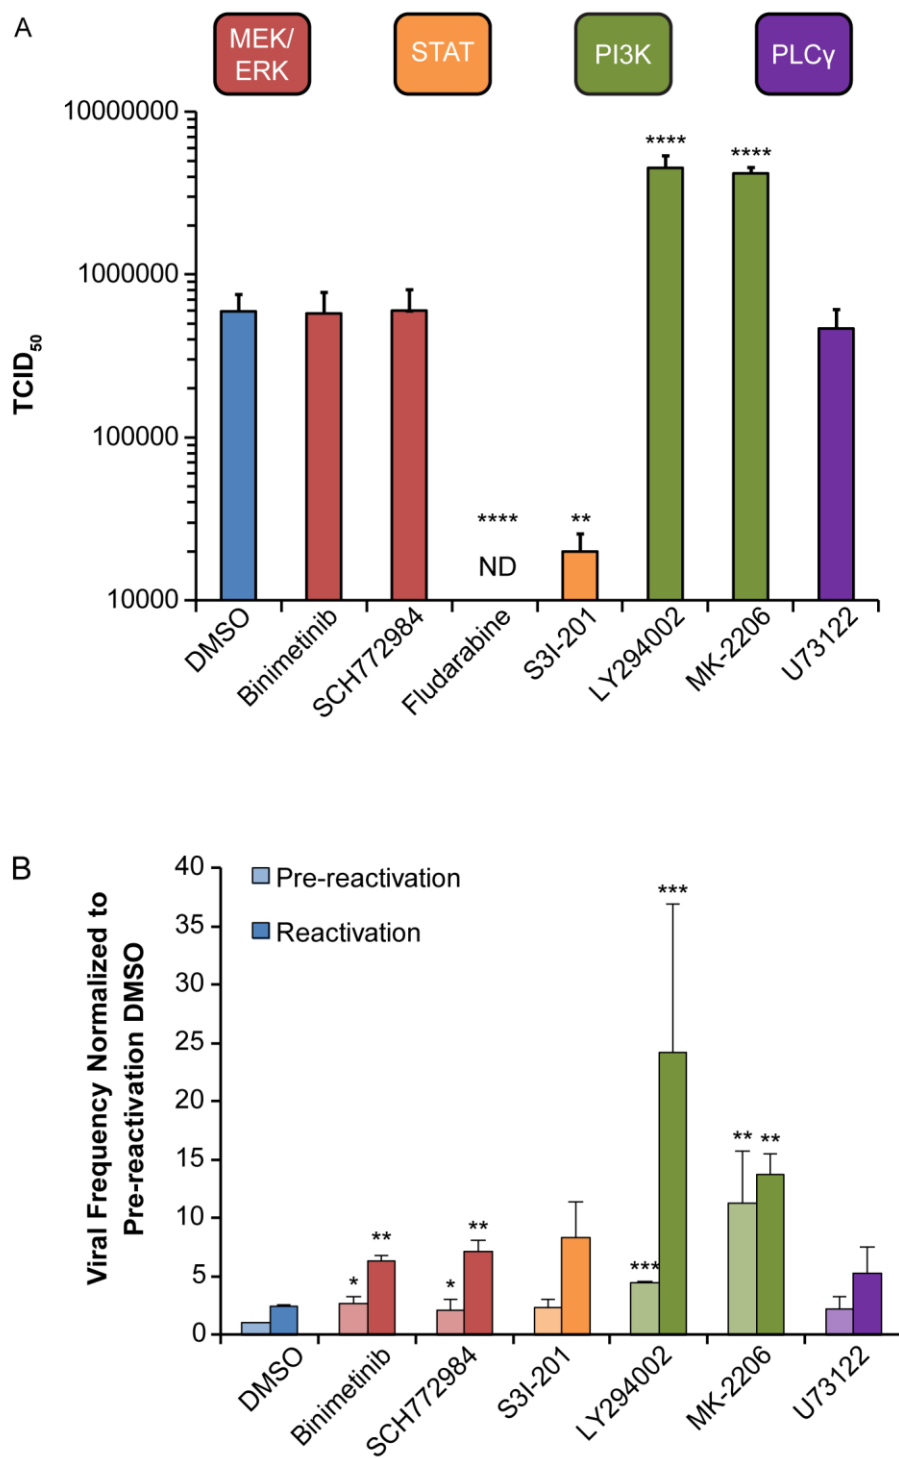 A
MEK/
ERK
STAT
PI3K
PLCγ
10000000
1000000
100000
10000
TCID50
****
**
****
****
ND
DMSO
Binimetinib
SCH772984
Fludarabine
S3I-201
LY294002
MK-2206
U73122
B
Viral Frequency Normalized to
Pre-reactivation DMSO
40
35
30
25
20
15
10
5
0
Pre-reactivation
Reactivation
*
**
*
**
***
***
**
**
DMSO
Binimetinib
SCH772984
S3I-201
LY294002
MK-2206
U73122